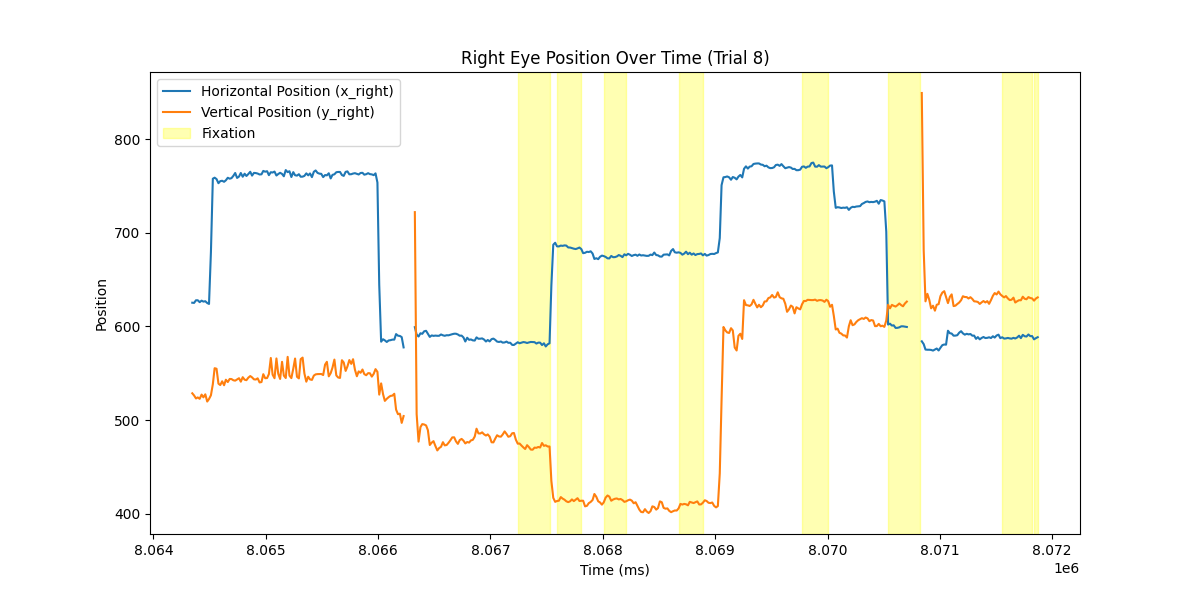 Right Eye Position Over Time (Trial 8)
Horizontal Position (x_right)
Vertical Position (y_right)
Fixation
800
700
600
500
400
Position
8.064 8.065 8.066 8.067 8.068 8.069 8.070 8.071 8.072
1e6
Time (ms)